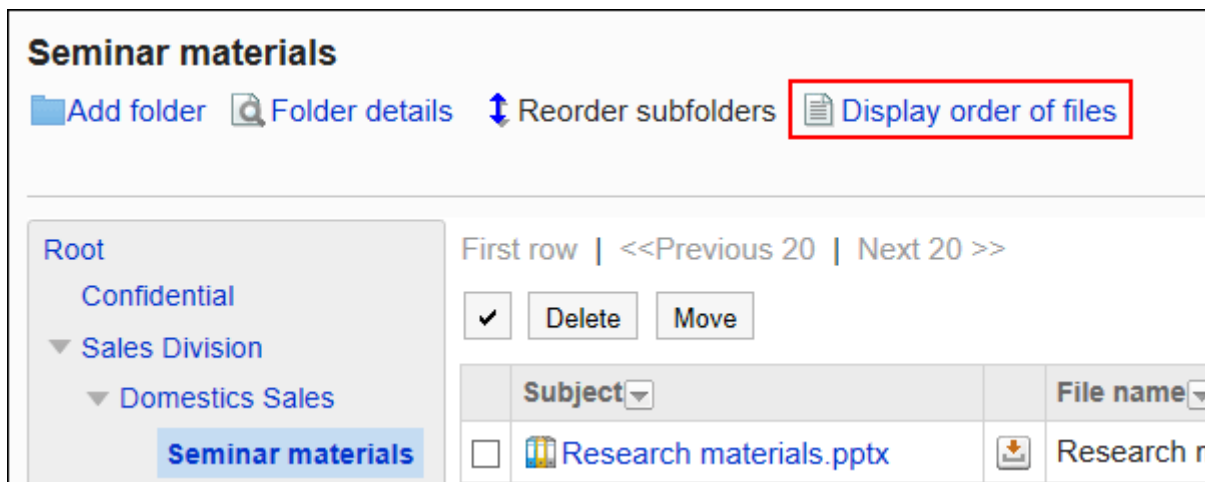 Seminar materials
Add folder Folder details Reorder subfolders Display order of files
Root
Confidential
Sales Division
Domestics Sales
Seminar materials
First row | <<Previous 20 | Next 20 >>
Delete Move
Subject File name
Research materials.pptx Research